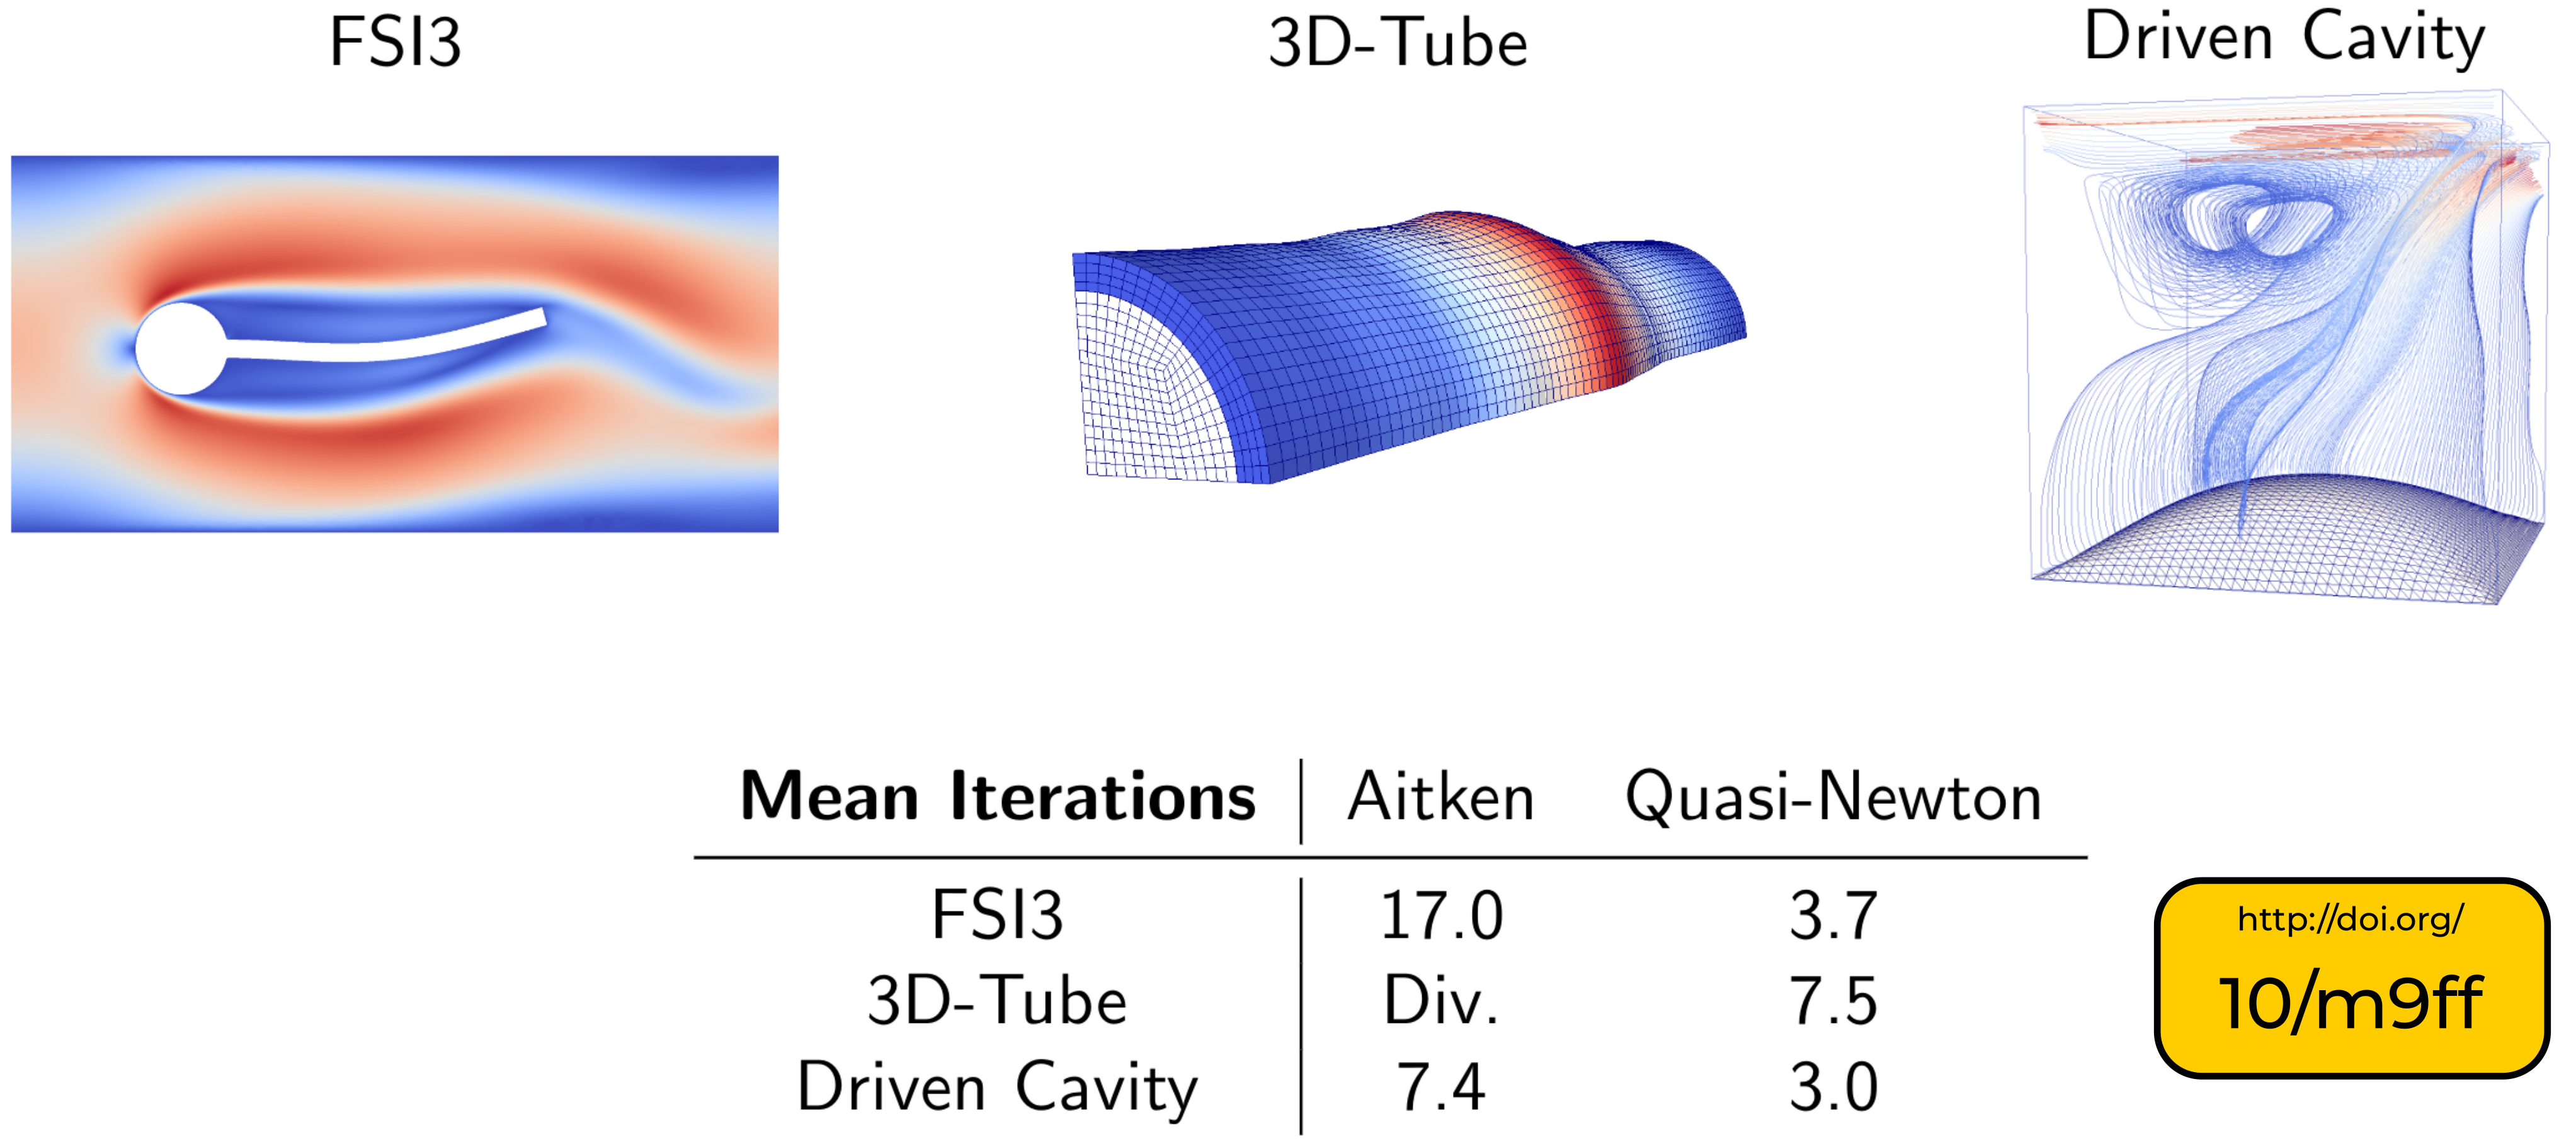 FSI3
3D-Tube
Driven Cavity
Mean Iterations Aitken Quasi-Newton
FSI3 17.0 3.7
3D-Tube Div. 7.5
Driven Cavity 7.4 3.0
http://doi.org/
10/m9ff